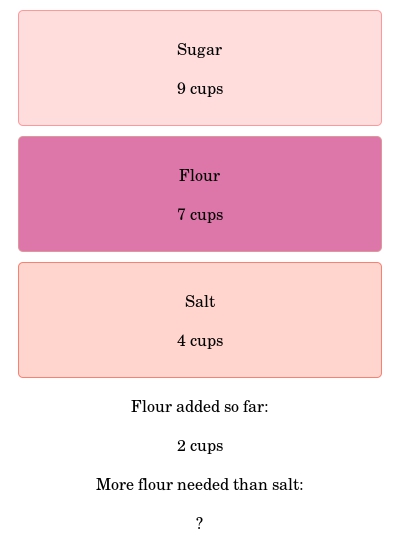 Sugar
9 cups
Flour
7 cups
Salt
4 cups
Flour added so far:
2 cups
More flour needed than salt:
?